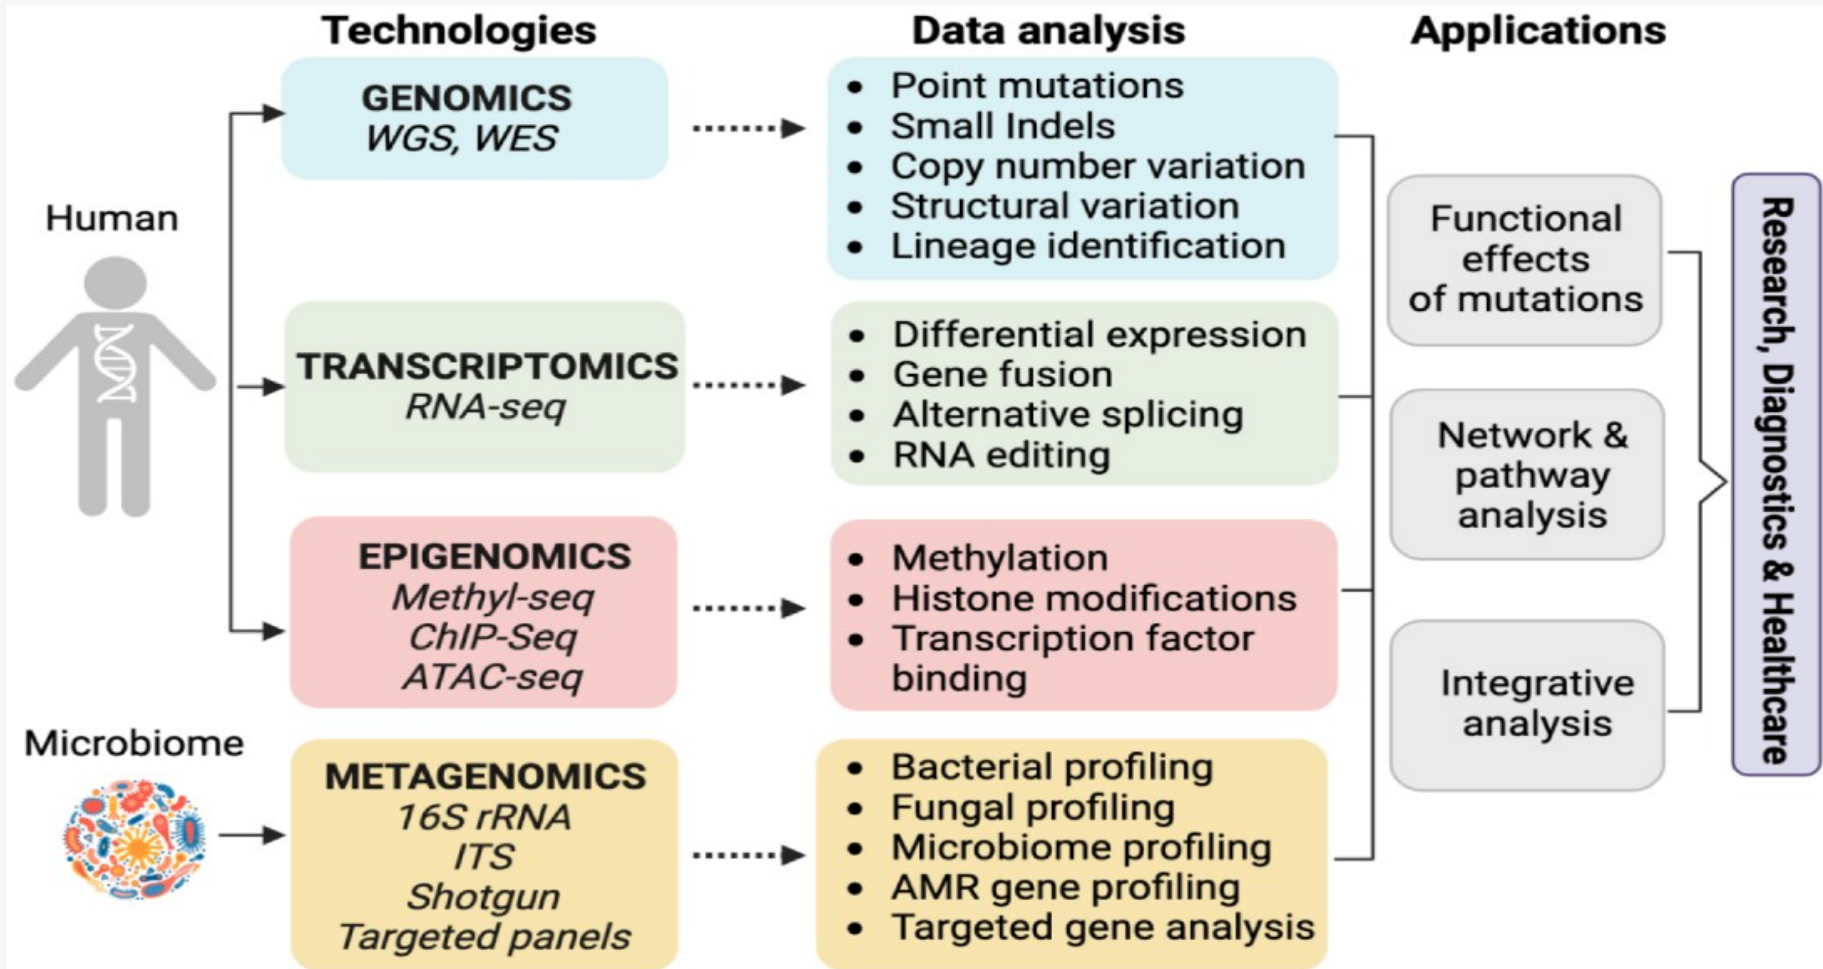 Technologies
Data analysis
Applications
Human
GENOMICS
WGS, WES
• Point mutations
• Small Indels
• Copy number variation
• Structural variation
• Lineage identification
TRANSCRIPTOMICS
RNA-seq
• Differential expression
• Gene fusion
• Alternative splicing
• RNA editing
EPIGENOMICS
Methyl-seq
ChIP-Seq
ATAC-seq
• Methylation
• Histone modifications
• Transcription factor
binding
Microbiome
METAGENOMICS
16S rRNA
ITS
Shotgun
Targeted panels
• Bacterial profiling
• Fungal profiling
• Microbiome profiling
• AMR gene profiling
• Targeted gene analysis
Functional
effects
of mutations
Network &
pathway
analysis
Integrative
analysis
Research, Diagnostics & Healthcare